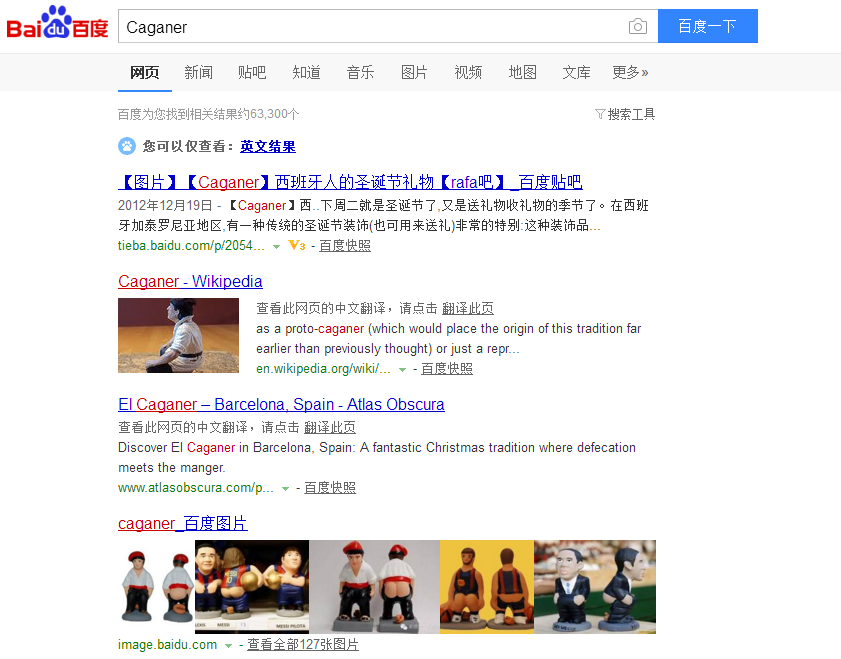 Bai du 百度
Caganer
百度一下
网页 新闻 贴吧 知道 音乐 图片 视频 地图 文库 更多»
百度为您找到相关结果约63,300个
搜索工具
您可以仅查看：英文结果
【图片】【Caganer】西班牙人的圣诞节礼物【rafa吧】_百度贴吧
2012年12月19日 - 【Caganer】西..下周二就是圣诞节了,又是送礼物收礼物的季节了。在西班
牙加泰罗尼亚地区,有一种传统的圣诞节装饰(也可用来送礼)非常的特别:这种装饰品...
tieba.baidu.com/p/2054... V3 - 百度快照
Caganer - Wikipedia
查看此网页的中文翻译，请点击 翻译此页
as a proto-caganer (which would place the origin of this tradition far
earlier than previously thought) or just a repr...
en.wikipedia.org/wiki/... - 百度快照
El Caganer – Barcelona, Spain - Atlas Obscura
查看此网页的中文翻译，请点击 翻译此页
Discover El Caganer in Barcelona, Spain: A fantastic Christmas tradition where defecation
meets the manger.
www.atlasobscura.com/p... - 百度快照
caganer_百度图片
MESSI MESSI PILOTA
image.baidu.com - 查看全部127张图片